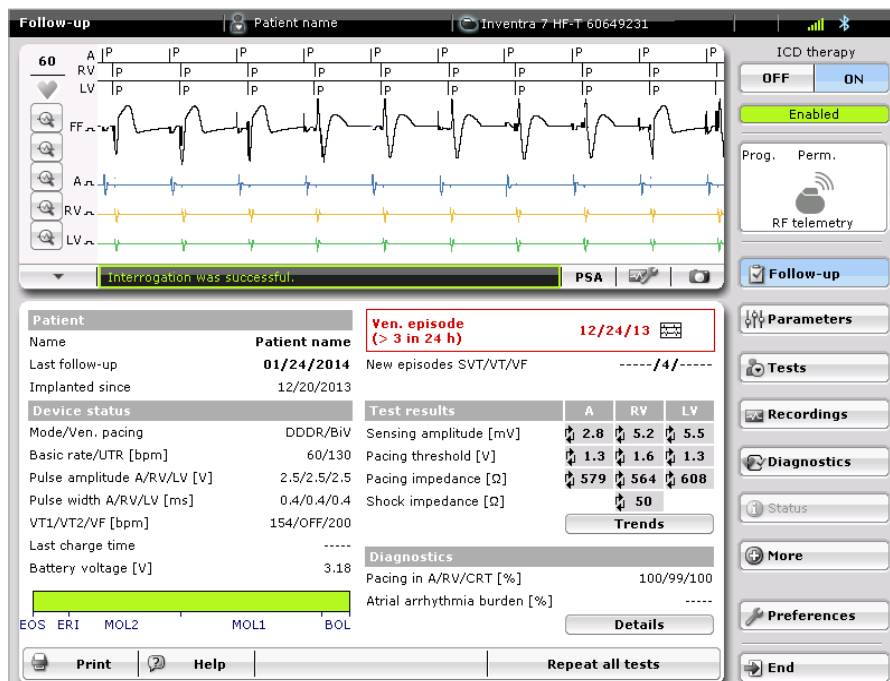 Follow-up Patient name Inventra 7 HF-T 60649231
60
A P P P P P P P P P P
RV P P P P P P P P P
LV P P P P P P P P P
FF
A
RV
LV
Interrogation was successful. PSA
ICD therapy
OFF ON
Enabled
Prog. Perm.
RF telemetry
Follow-up
Parameters
Tests
Recordings
Diagnostics
Status
More
Preferences
End
Patient
Name Patient name
Last follow-up 01/24/2014
Implanted since 12/20/2013
Device status
Mode/Ven. pacing DDDR/BiV
Basic rate/UTR [bpm] 60/130
Pulse amplitude A/RV/LV [V] 2.5/2.5/2.5
Pulse width A/RV/LV [ms] 0.4/0.4/0.4
VT1/VT2/VF [bpm] 154/OFF/200
Last charge time -----
Battery voltage [V] 3.18
EOS ERI MOL2 MOL1 BOL
Ven. episode
(> 3 in 24 h) 12/24/13
New episodes SVT/VT/VF -----/4/-----
Test results A RV LV
Sensing amplitude [mV] 2.8 5.2 5.5
Pacing threshold [V] 1.3 1.6 1.3
Pacing impedance [Ω] 579 564 608
Shock impedance [Ω] 50
Trends
Diagnostics
Pacing in A/RV/CRT [%] 100/99/100
Atrial arrhythmia burden [%] -----
Details
Print Help Repeat all tests